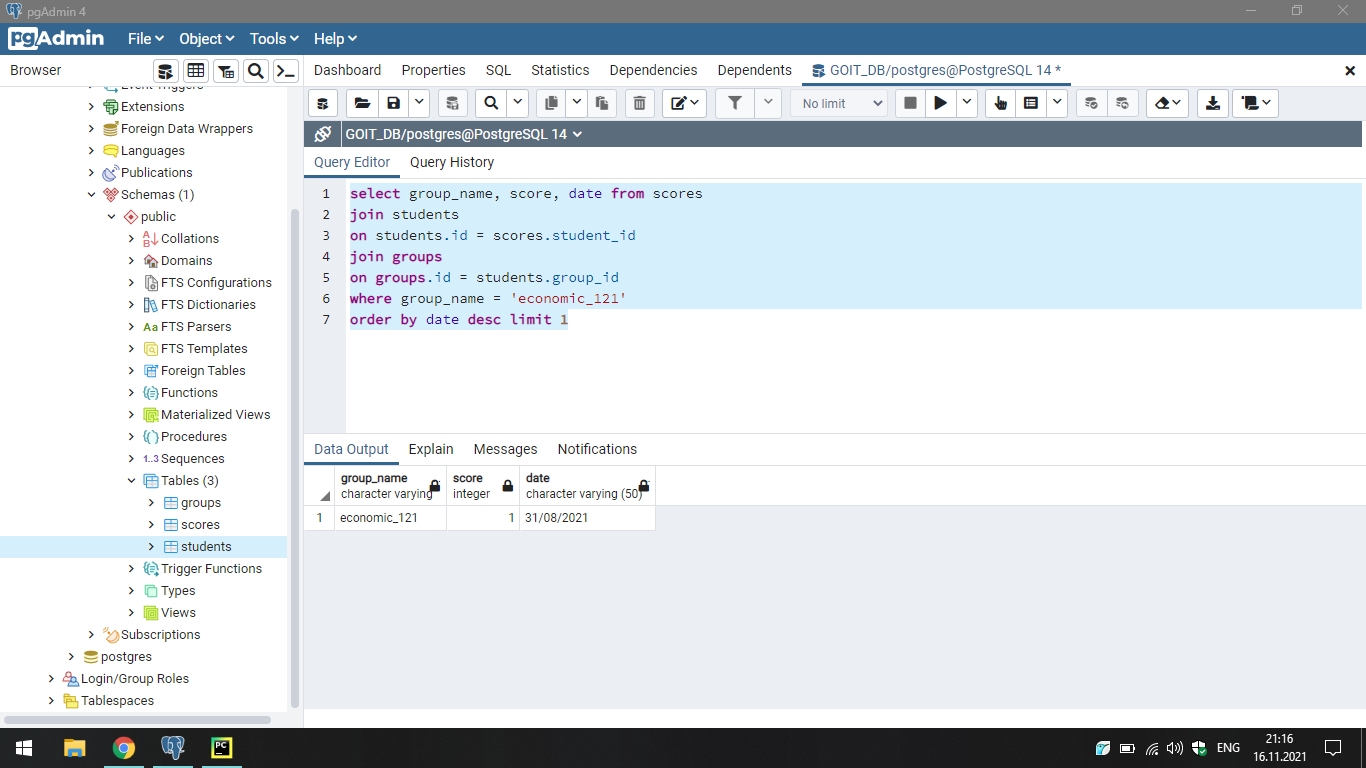 pgAdmin 4
pgAdmin File Object Tools Help
Browser
Dashboard Properties SQL Statistics Dependencies Dependents GOIT_DB/postgres@PostgreSQL 14 *
No limit
GOIT_DB/postgres@PostgreSQL 14
Query Editor Query History
Event Triggers
Extensions
Foreign Data Wrappers
Languages
Publications
Schemas (1)
public
Collations
Domains
FTS Configurations
FTS Dictionaries
Aa FTS Parsers
FTS Templates
Foreign Tables
Functions
Materialized Views
Procedures
1..3 Sequences
Tables (3)
groups
scores
students
Trigger Functions
Types
Views
Subscriptions
postgres
Login/Group Roles
Tablespaces
1 select group_name, score, date from scores
2 join students
3 on students.id = scores.student_id
4 join groups
5 on groups.id = students.group_id
6 where group_name = 'economic_121'
7 order by date desc limit 1
Data Output Explain Messages Notifications
group_name score date
character varying integer character varying (50)
1 economic_121 1 31/08/2021
PC ENG 21:16
16.11.2021